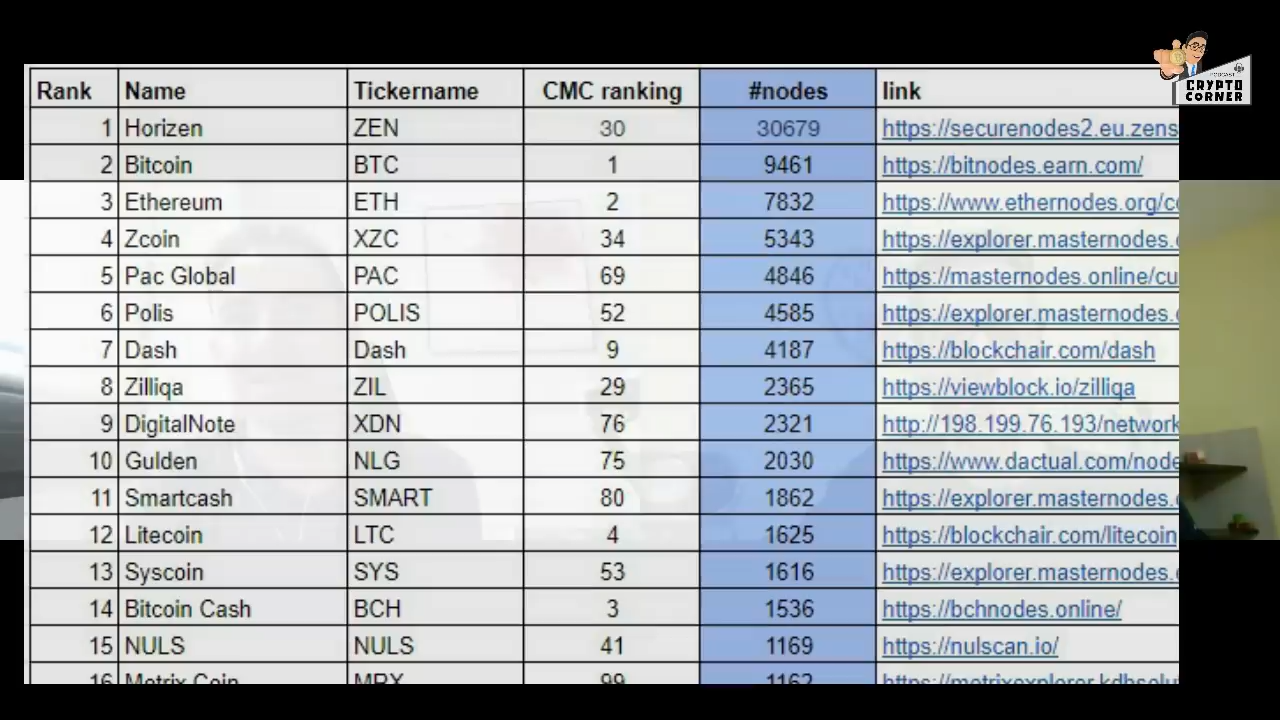 PODCAST
CRYPTO
CORNER
Rank Name Tickername CMC ranking #nodes link
1 Horizen ZEN 30 30679 https://securenodes2.eu.zens
2 Bitcoin BTC 1 9461 https://bitnodes.earn.com/
3 Ethereum ETH 2 7832 https://www.ethernodes.org/co
4 Zcoin XZC 34 5343 https://explorer.masternodes.
5 Pac Global PAC 69 4846 https://masternodes.online/cu
6 Polis POLIS 52 4585 https://explorer.masternodes.
7 Dash Dash 9 4187 https://blockchair.com/dash
8 Zilliqa ZIL 29 2365 https://viewblock.io/zilliqa
9 DigitalNote XDN 76 2321 http://198.199.76.193/network
10 Gulden NLG 75 2030 https://www.dactual.com/node
11 Smartcash SMART 80 1862 https://explorer.masternodes.
12 Litecoin LTC 4 1625 https://blockchair.com/litecoin
13 Syscoin SYS 53 1616 https://explorer.masternodes.
14 Bitcoin Cash BCH 3 1536 https://bchnodes.online/
15 NULS NULS 41 1169 https://nulscan.io/
16 Metrix Coin MRX 99 1162